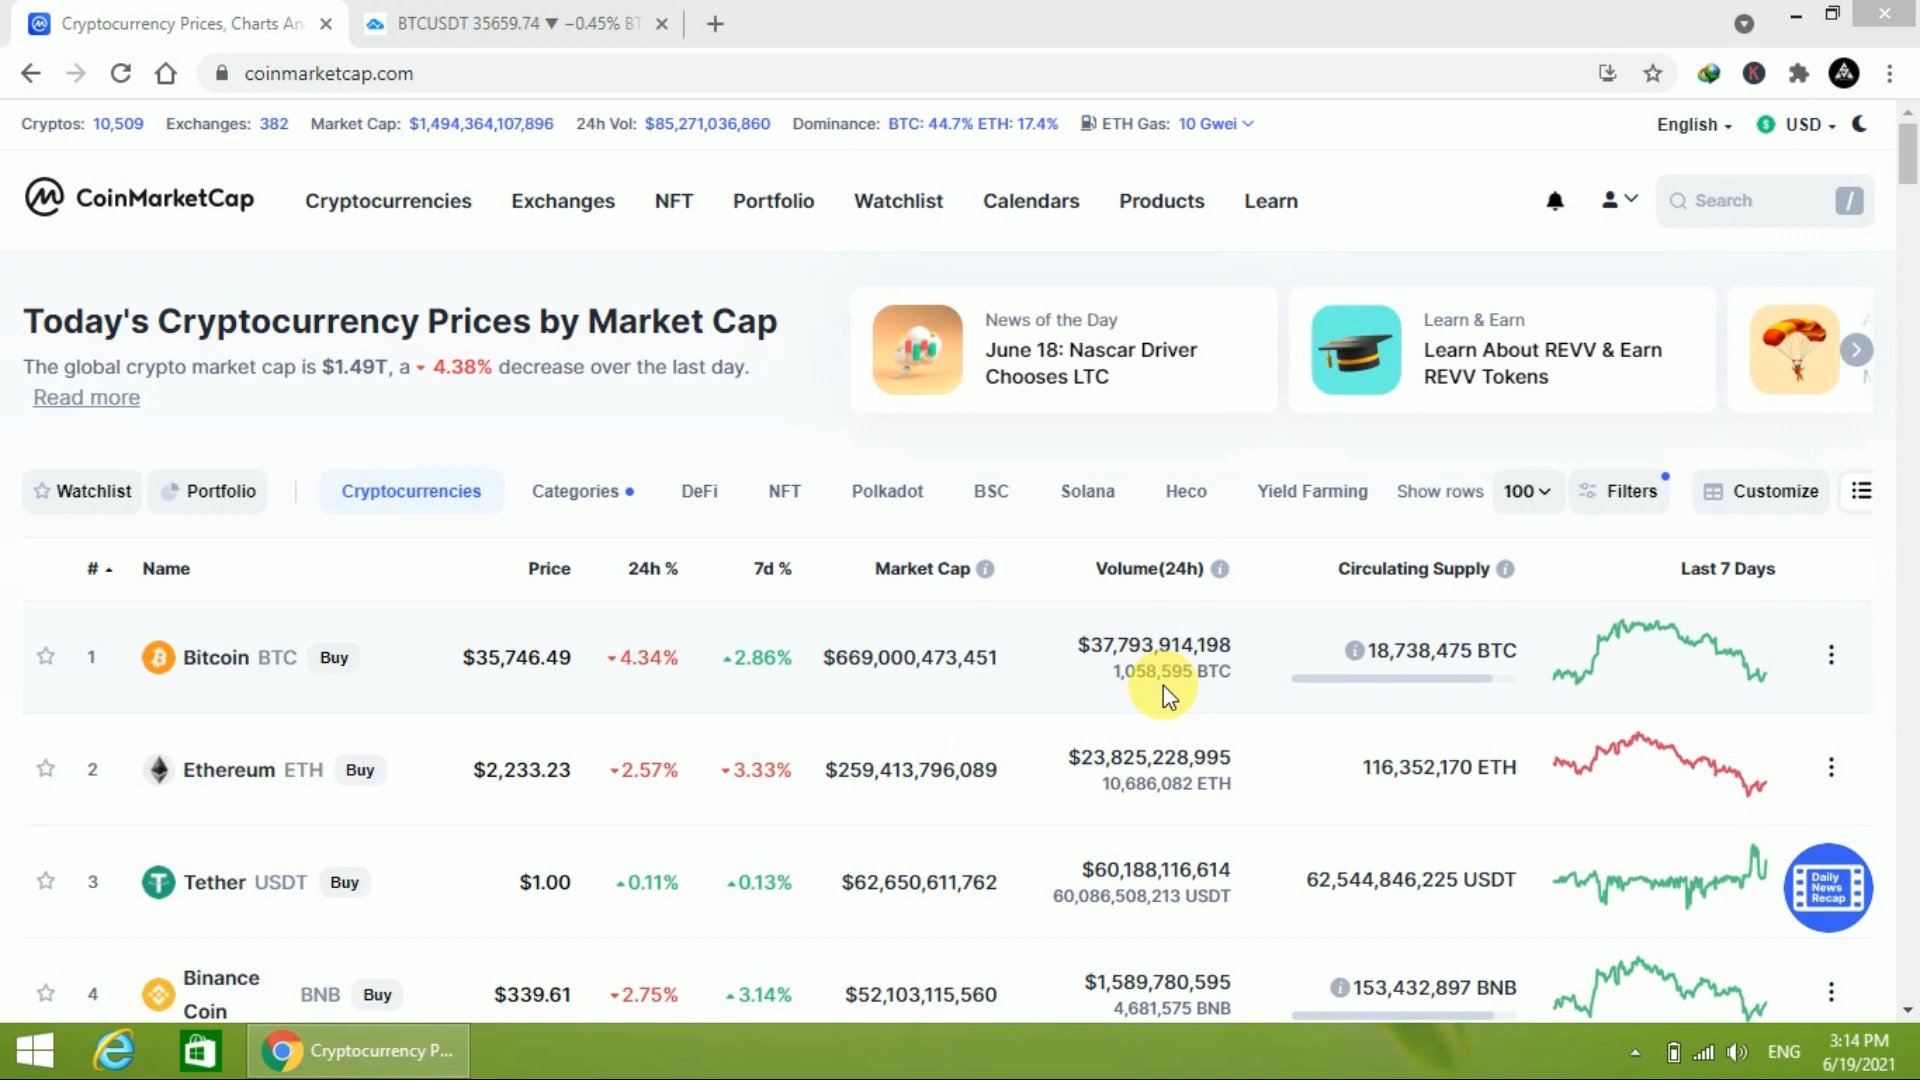 Cryptocurrency Prices, Charts An
BTCUSDT 35659.74 ▼ −0.45% BT
coinmarketcap.com
K
Cryptos: 10,509 Exchanges: 382 Market Cap: $1,494,364,107,896 24h Vol: $85,271,036,860 Dominance: BTC: 44.7% ETH: 17.4% ETH Gas: 10 Gwei
English USD
CoinMarketCap Cryptocurrencies Exchanges NFT Portfolio Watchlist Calendars Products Learn Search /
Today's Cryptocurrency Prices by Market Cap
The global crypto market cap is $1.49T, a 4.38% decrease over the last day.
Read more
News of the Day
June 18: Nascar Driver
Chooses LTC
Learn & Earn
Learn About REVV & Earn
REVV Tokens
Watchlist Portfolio Cryptocurrencies Categories DeFi NFT Polkadot BSC Solana Heco Yield Farming Show rows 100 Filters Customize
# Name Price 24h % 7d % Market Cap Volume(24h) Circulating Supply Last 7 Days
1 Bitcoin BTC Buy $35,746.49 4.34% 2.86% $669,000,473,451 $37,793,914,198 18,738,475 BTC
1,058,595 BTC
2 Ethereum ETH Buy $2,233.23 2.57% 3.33% $259,413,796,089 $23,825,228,995 116,352,170 ETH
10,686,082 ETH
3 Tether USDT Buy $1.00 0.11% 0.13% $62,650,611,762 $60,188,116,614 62,544,846,225 USDT
60,086,508,213 USDT
Daily
News
Recap
4 Binance Coin BNB Buy $339.61 2.75% 3.14% $52,103,115,560 $1,589,780,595 153,432,897 BNB
4,681,575 BNB
Cryptocurrency P...
ENG
3:14 PM
6/19/2021